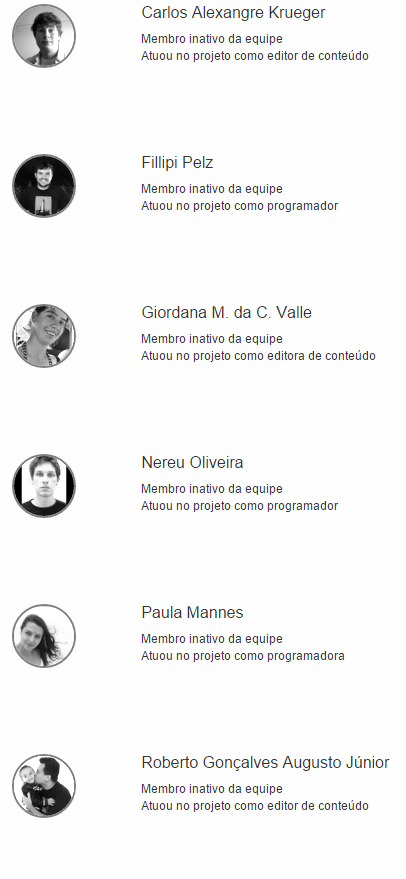 Carlos Alexangre Krueger
Membro inativo da equipe
Atuou no projeto como editor de conteúdo
Fillipi Pelz
Membro inativo da equipe
Atuou no projeto como programador
Giordana M. da C. Valle
Membro inativo da equipe
Atuou no projeto como editora de conteúdo
Nereu Oliveira
Membro inativo da equipe
Atuou no projeto como programador
Paula Mannes
Membro inativo da equipe
Atuou no projeto como programadora
Roberto Gonçalves Augusto Júnior
Membro inativo da equipe
Atuou no projeto como editor de conteúdo